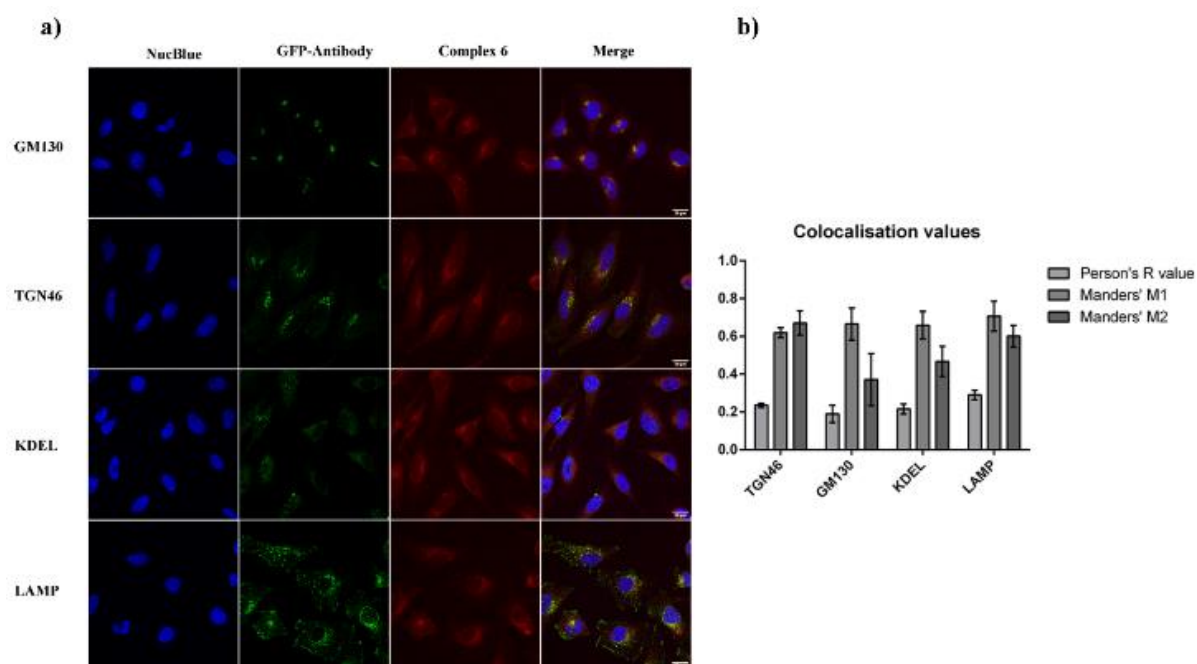 a)
b)
NucBlue GFP-Antibody Complex 6 Merge
GM130
TGN46
KDEL
LAMP
Colocalisation values
1.0
0.8
0.6
0.4
0.2
0.0
TGN46
GM130
KDEL
LAMP
Person's R value
Manders' M1
Manders' M2